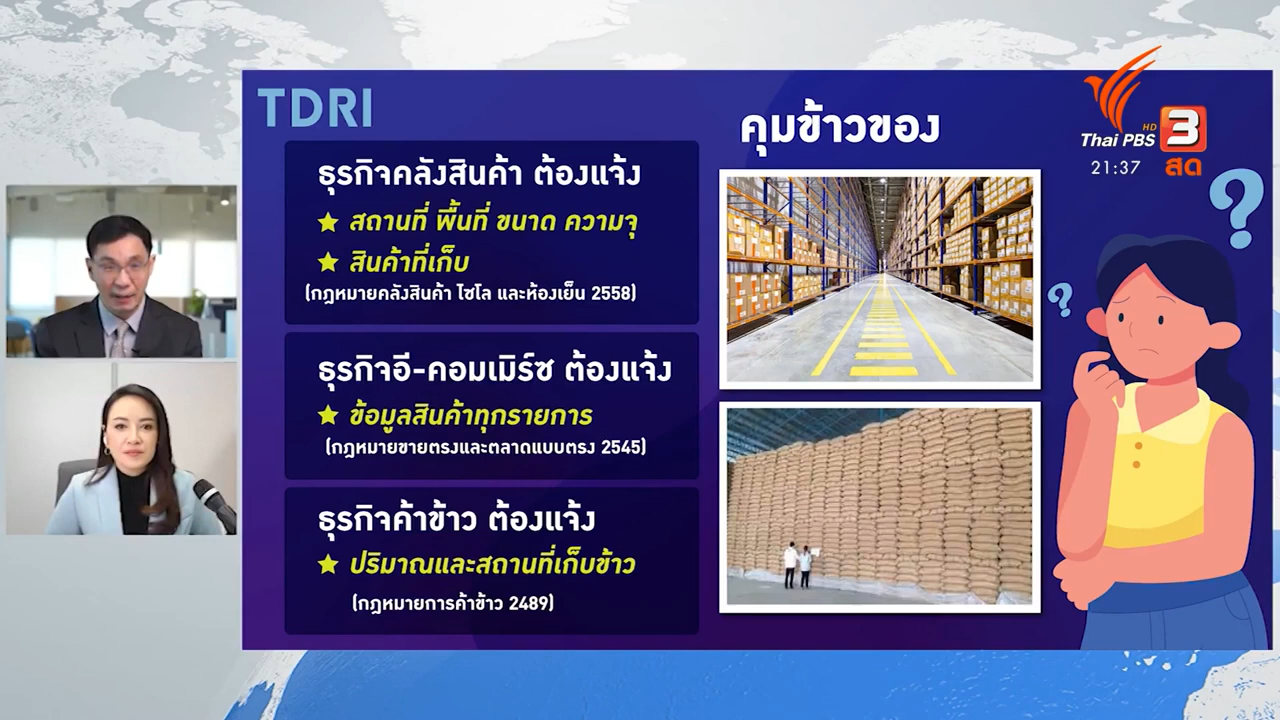 TDRI
คุมข้าวของ
HD
Thai PBS 3
21:37 สด
ธุรกิจคลังสินค้า ต้องแจ้ง
สถานที่ พื้นที่ ขนาด ความจุ
สินค้าที่เก็บ
(กฎหมายคลังสินค้า ไซโล และห้องเย็น 2558)
ธุรกิจอี-คอมเมิร์ซ ต้องแจ้ง
ข้อมูลสินค้าทุกรายการ
(กฎหมายขายตรงและตลาดแบบตรง 2545)
ธุรกิจค้าข้าว ต้องแจ้ง
ปริมาณและสถานที่เก็บข้าว
(กฎหมายการค้าข้าว 2489)